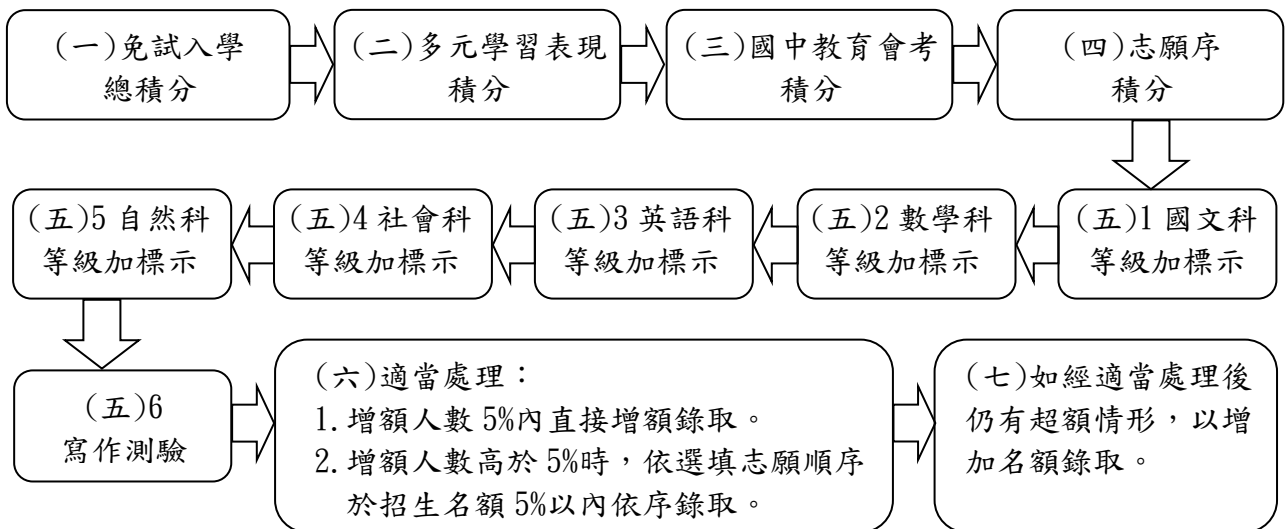 (一)免試入學
總積分
(二)多元學習表現
積分
(三)國中教育會考
積分
(四)志願序
積分
(五)1國文科
等級加標示
(五)2數學科
等級加標示
(五)3英語科
等級加標示
(五)4社會科
等級加標示
(五)5自然科
等級加標示
(五)6
寫作測驗
(六)適當處理：
1.增額人數5%內直接增額錄取。
2.增額人數高於5%時，依選填志願順序
於招生名額5%以內依序錄取。
(七)如經適當處理後
仍有超額情形，以增
加名額錄取。